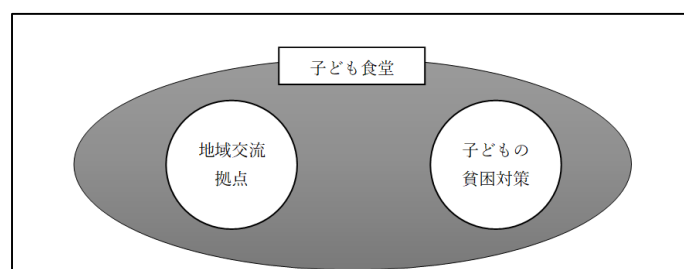 子ども食堂
地域交流
拠点
子どもの
貧困対策